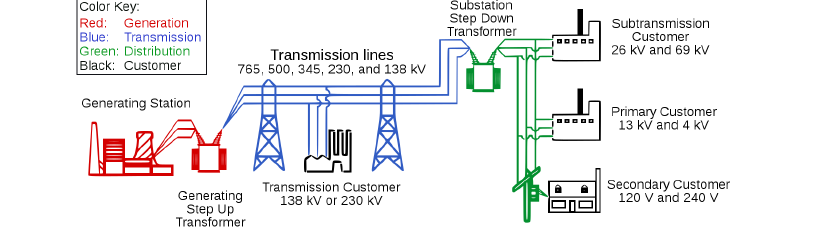 Color Key:
Red: Generation
Blue: Transmission
Green: Distribution
Black: Customer
Generating Station
Generating
Step Up
Transformer
Transmission lines
765, 500, 345, 230, and 138 kV
Transmission Customer
138 kV or 230 kV
Substation
Step Down
Transformer
Subtransmission
Customer
26 kV and 69 kV
Primary Customer
13 kV and 4 kV
Secondary Customer
120 V and 240 V